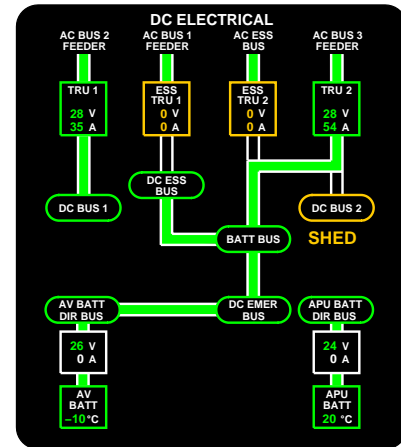 DC ELECTRICAL
AC BUS 2 FEEDER
AC BUS 1 FEEDER
AC ESS BUS
AC BUS 3 FEEDER
TRU 1
28 V
35 A
ESS
TRU 1
0 V
0 A
ESS
TRU 2
0 V
0 A
TRU 2
28 V
54 A
DC ESS
BUS
DC BUS 1
DC BUS 2
BATT BUS
SHED
AV BATT
DIR BUS
DC EMER
BUS
APU BATT
DIR BUS
26 V
0 A
24 V
0 A
AV
BATT
–10°C
APU
BATT
20 °C